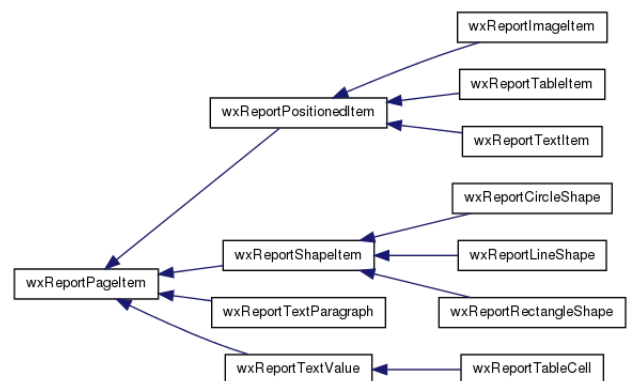 wxReportImageItem
wxReportTableItem
wxReportPositionedItem
wxReportTextItem
wxReportCircleShape
wxReportShapeItem
wxReportLineShape
wxReportPageItem
wxReportTextParagraph
wxReportRectangleShape
wxReportTextValue
wxReportTableCell